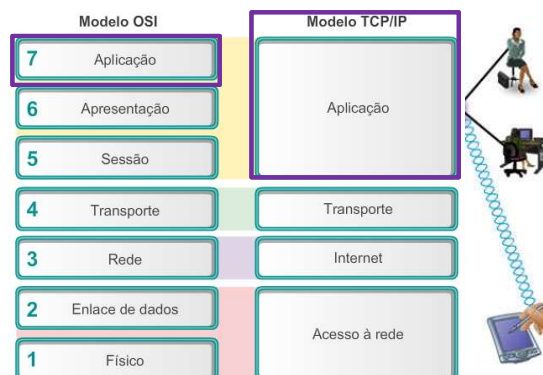 Modelo OSI
Modelo TCP/IP
7 Aplicação
6 Apresentação
5 Sessão
Aplicação
4 Transporte
Transporte
3 Rede
Internet
2 Enlace de dados
1 Físico
Acesso à rede